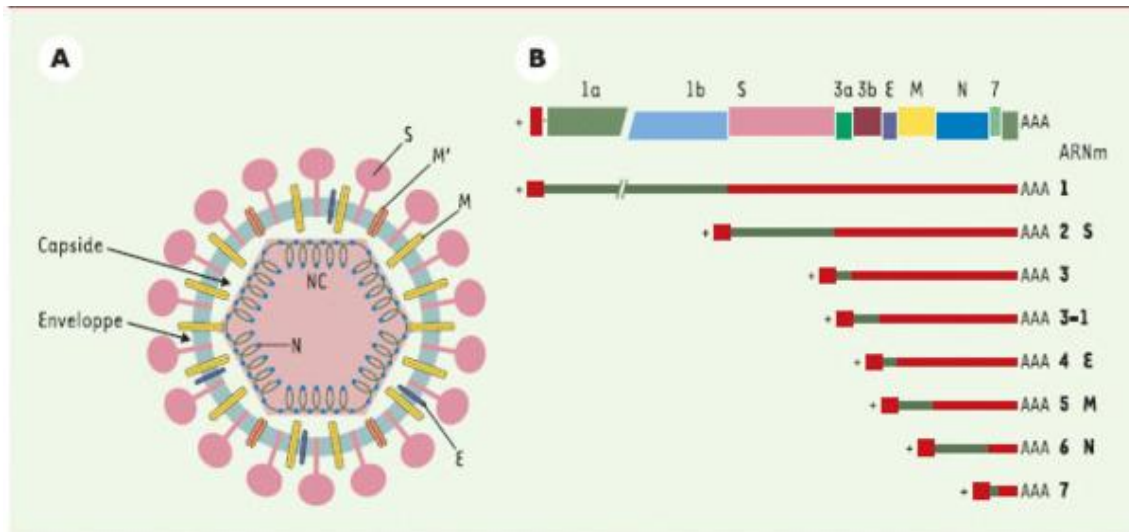 A
S
M'
M
Capside
NC
Enveloppe
N
E
B
1a 1b S 3a 3b E M N 7
+ AAA
ARNm
+ AAA 1
+ AAA 2 S
+ AAA 3
+ AAA 3-1
+ AAA 4 E
+ AAA 5 M
+ AAA 6 N
+ AAA 7